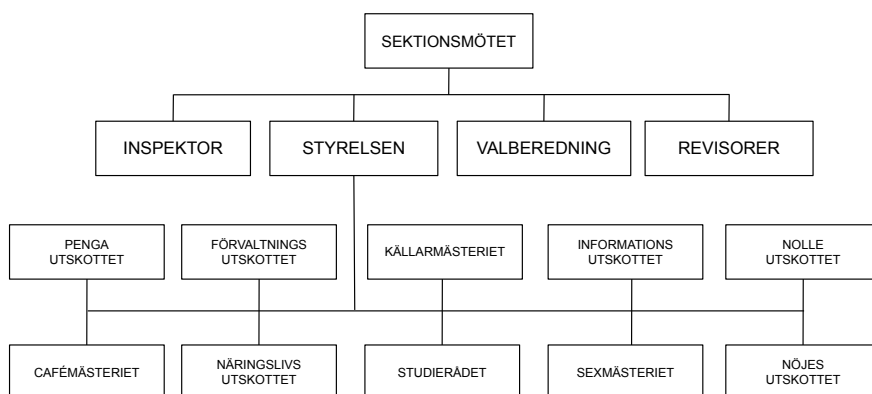 SEKTIONSMÖTET
INSPEKTOR
STYRELSEN
VALBEREDNING
REVISORER
PENGA
UTSKOTTET
FÖRVALTNINGS
UTSKOTTET
KÄLLARMÄSTERIET
INFORMATIONS
UTSKOTTET
NOLLE
UTSKOTTET
CAFÉMÄSTERIET
NÄRINGSLIVS
UTSKOTTET
STUDIERÅDET
SEXMÄSTERIET
NÖJES
UTSKOTTET